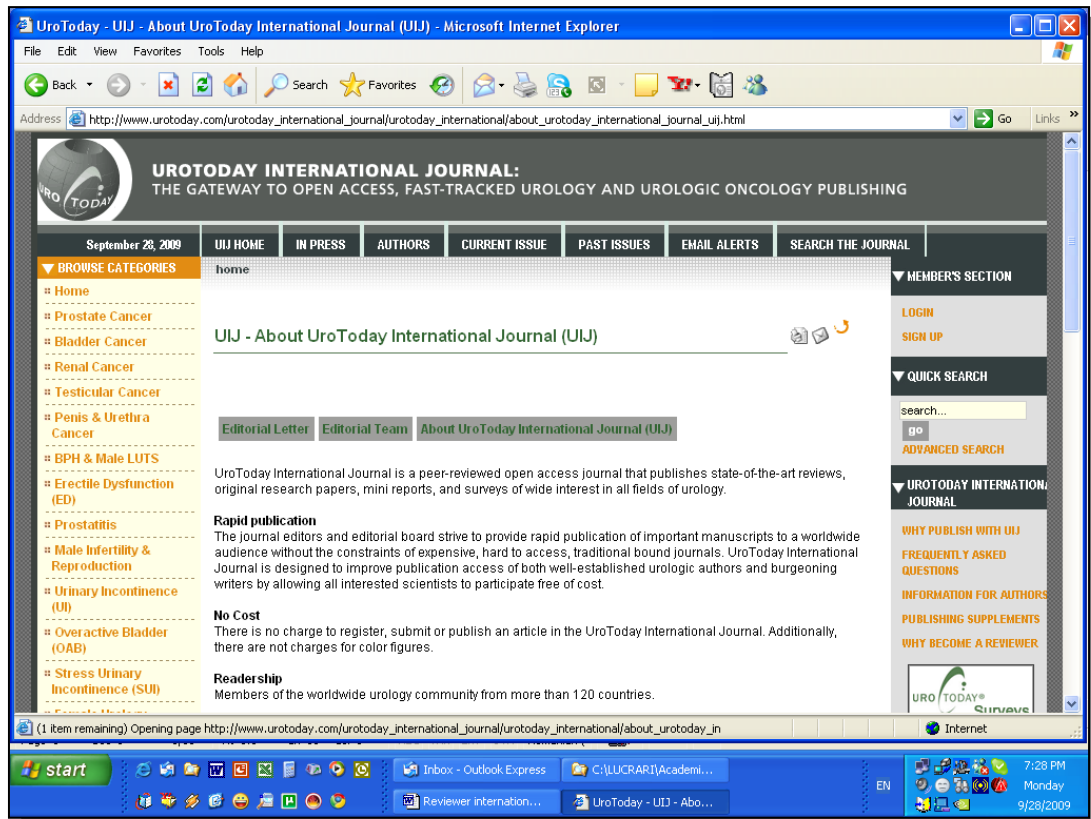 UroToday - UIJ - About UroToday International Journal (UIJ) - Microsoft Internet Explorer
File Edit View Favorites Tools Help
Back Search Favorites
Address http://www.urotoday.com/urotoday_international_journal/urotoday_international/about_urotoday_international_journal_uij.html Go Links
URO TODAY
UROTODAY INTERNATIONAL JOURNAL:
THE GATEWAY TO OPEN ACCESS, FAST-TRACKED UROLOGY AND UROLOGIC ONCOLOGY PUBLISHING
September 28, 2009 UIJ HOME IN PRESS AUTHORS CURRENT ISSUE PAST ISSUES EMAIL ALERTS SEARCH THE JOURNAL
BROWSE CATEGORIES
Home
Prostate Cancer
Bladder Cancer
Renal Cancer
Testicular Cancer
Penis & Urethra
Cancer
BPH & Male LUTS
Erectile Dysfunction
(ED)
Prostatitis
Male Infertility &
Reproduction
Urinary Incontinence
(UI)
Overactive Bladder
(OAB)
Stress Urinary
Incontinence (SUI)
home
UIJ - About UroToday International Journal (UIJ)
Editorial Letter Editorial Team About UroToday International Journal (UIJ)
UroToday International Journal is a peer-reviewed open access journal that publishes state-of-the-art reviews,
original research papers, mini reports, and surveys of wide interest in all fields of urology.
Rapid publication
The journal editors and editorial board strive to provide rapid publication of important manuscripts to a worldwide
audience without the constraints of expensive, hard to access, traditional bound journals. UroToday International
Journal is designed to improve publication access of both well-established urologic authors and burgeoning
writers by allowing all interested scientists to participate free of cost.
No Cost
There is no charge to register, submit or publish an article in the UroToday International Journal. Additionally,
there are not charges for color figures.
Readership
Members of the worldwide urology community from more than 120 countries.
MEMBER'S SECTION
LOGIN
SIGN UP
QUICK SEARCH
search...
go
ADVANCED SEARCH
UROTODAY INTERNATION
JOURNAL
WHY PUBLISH WITH UIJ
FREQUENTLY ASKED
QUESTIONS
INFORMATION FOR AUTHORS
PUBLISHING SUPPLEMENTS
WHY BECOME A REVIEWER
URO TODAY®
Surveys
(1 item remaining) Opening page http://www.urotoday.com/urotoday_international_journal/urotoday_international/about_urotoday_in Internet
start Inbox - Outlook Express C:\LUCRARI\Academi... EN 7:28 PM
Reviewer internation... UroToday - UIJ - Abo... Monday
9/28/2009